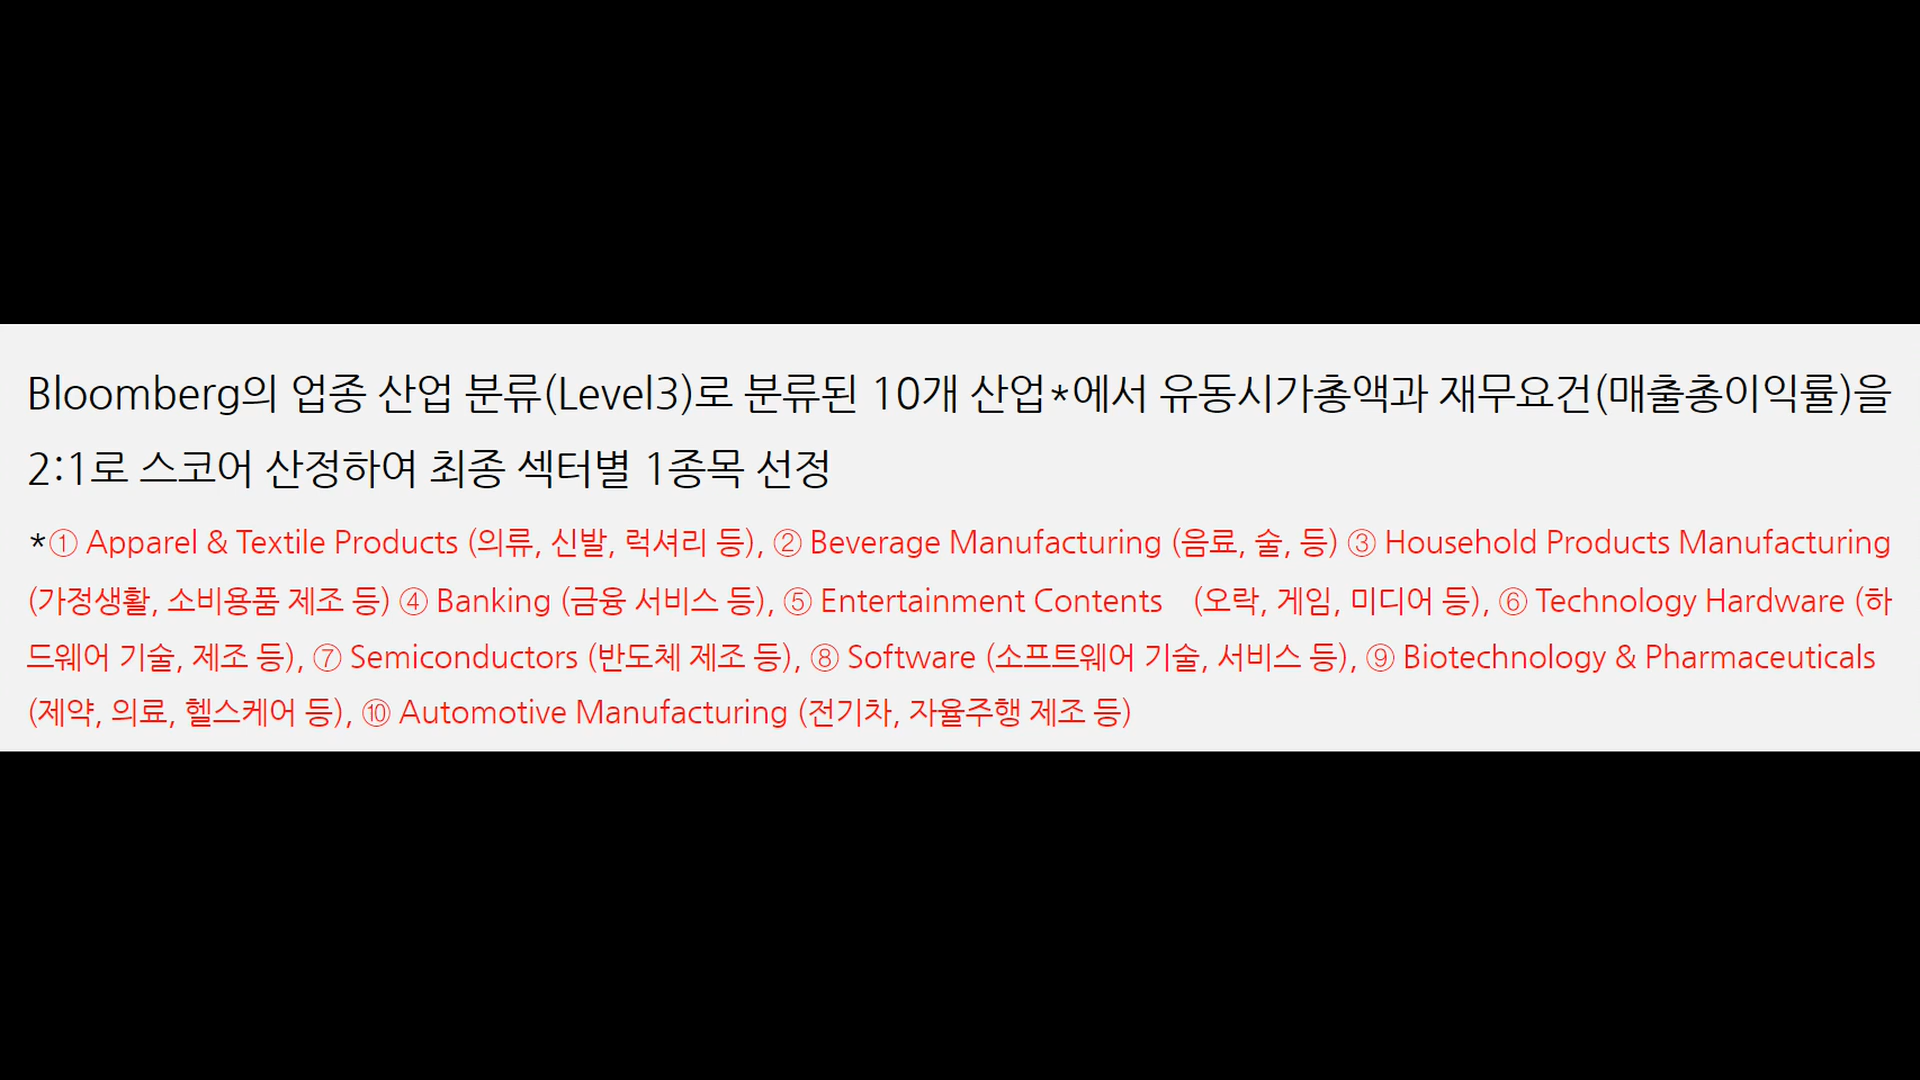 Bloomberg의 업종 산업 분류(Level3)로 분류된 10개 산업*에서 유동시가총액과 재무요건(매출총이익률)을
2:1로 스코어 산정하여 최종 섹터별 1종목 선정
*① Apparel & Textile Products (의류, 신발, 럭셔리 등), ② Beverage Manufacturing (음료, 술, 등) ③ Household Products Manufacturing
(가정생활, 소비용품 제조 등) ④ Banking (금융 서비스 등), ⑤ Entertainment Contents (오락, 게임, 미디어 등), ⑥ Technology Hardware (하
드웨어 기술, 제조 등), ⑦ Semiconductors (반도체 제조 등), ⑧ Software (소프트웨어 기술, 서비스 등), ⑨ Biotechnology & Pharmaceuticals
(제약, 의료, 헬스케어 등), ⑩ Automotive Manufacturing (전기차, 자율주행 제조 등)